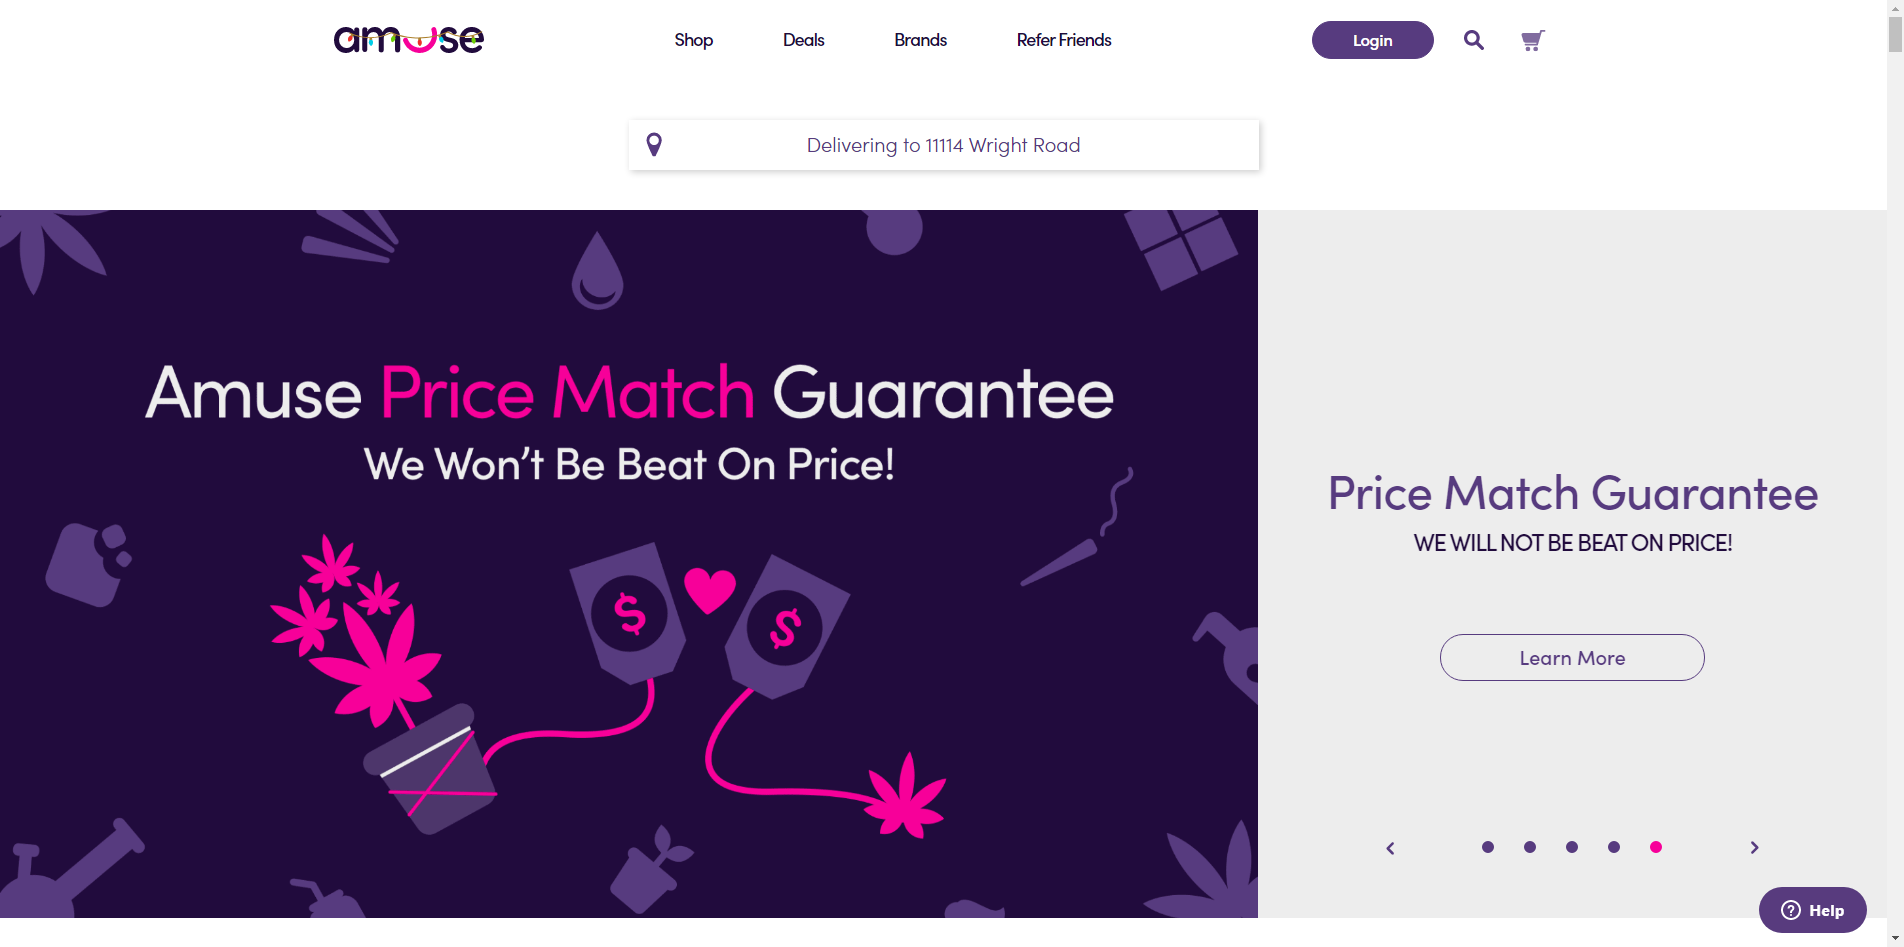 amuse
Shop
Deals
Brands
Refer Friends
Login
Delivering to 11114 Wright Road
Amuse Price Match Guarantee
We Won't Be Beat On Price!
$
$
Price Match Guarantee
WE WILL NOT BE BEAT ON PRICE!
Learn More
? Help